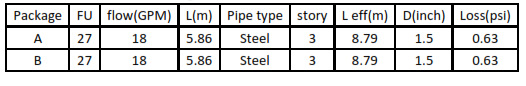 Package FU flow(GPM) L(m) Pipe type story L eff(m) D(inch) Loss(psi)
A 27 18 5.86 Steel 3 8.79 1.5 0.63
B 27 18 5.86 Steel 3 8.79 1.5 0.63